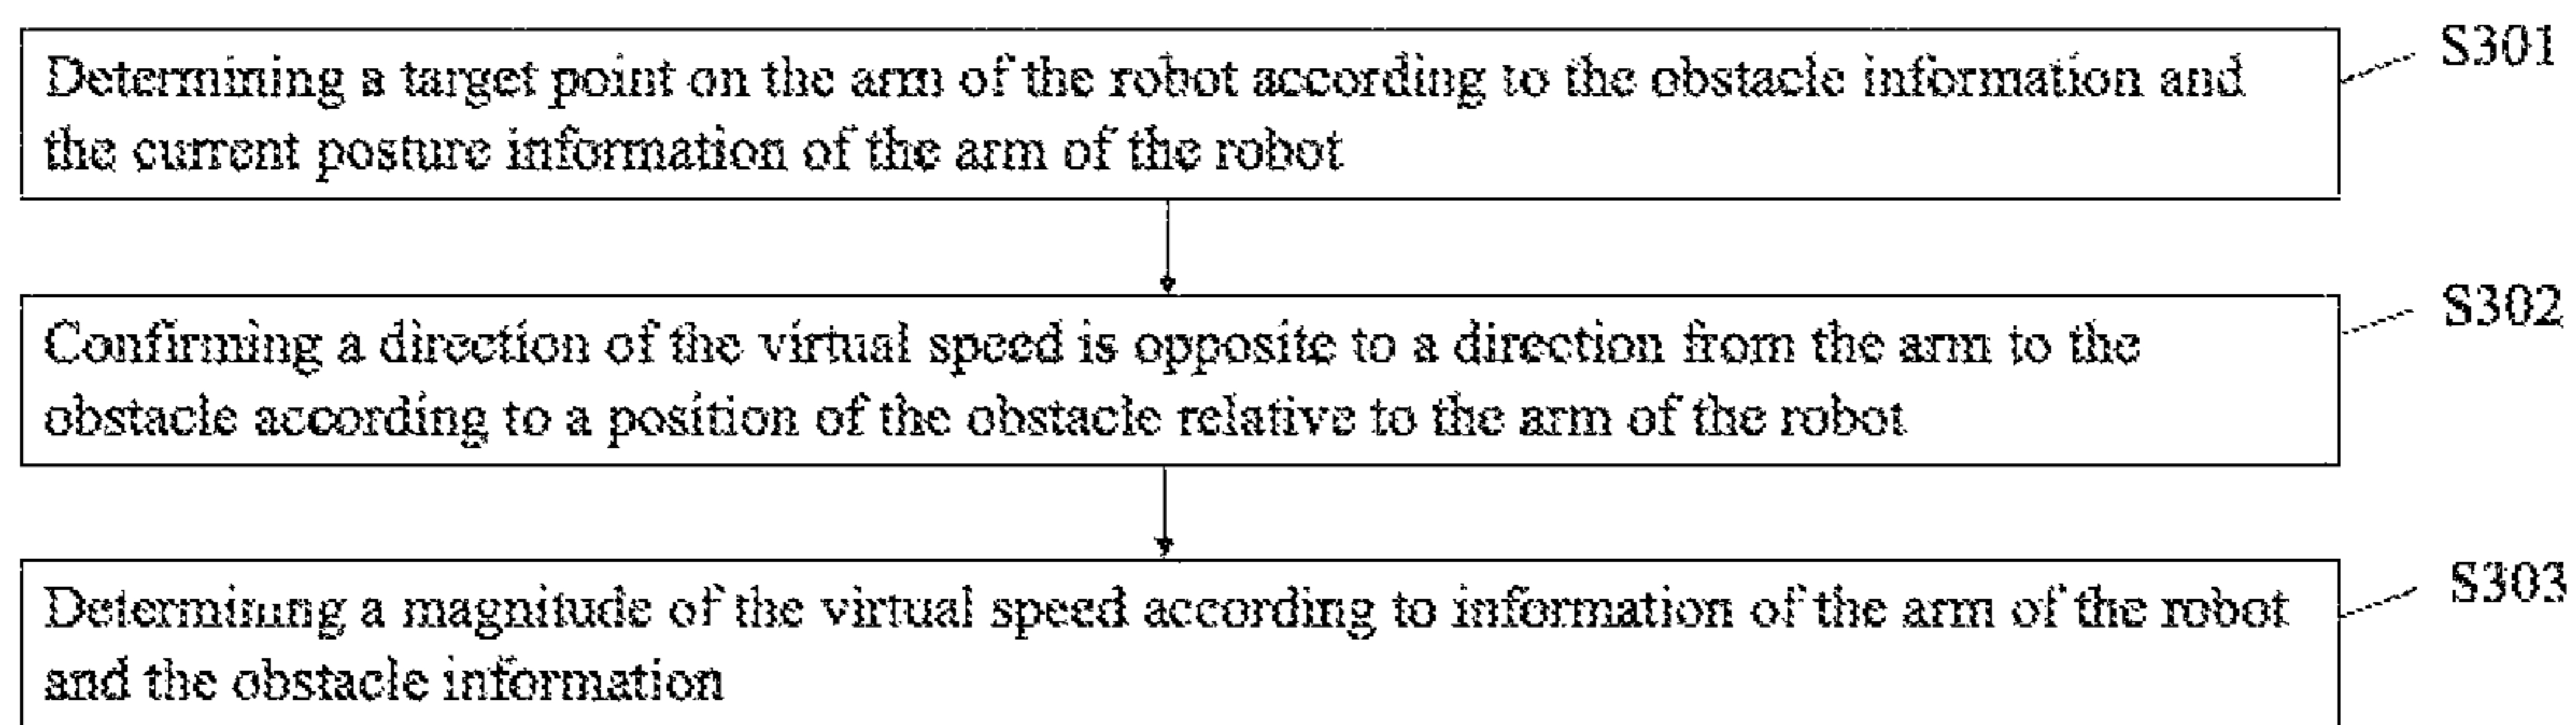 Determining a target point on the arm of the robot according to the obstacle information and
the current posture information of the arm of the robot
S301
Confirming a direction of the virtual speed is opposite to a direction from the arm to the
obstacle according to a position of the obstacle relative to the arm of the robot
S302
Determining a magnitude of the virtual speed according to information of the arm of the robot
and the obstacle information
S303